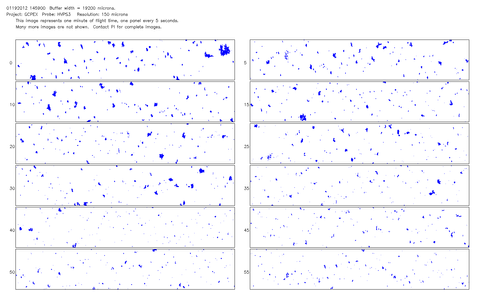 01192012 145900 Buffer width = 19200 microns.
Project: GCPEX Probe: HVPS3 Resolution: 150 microns
This image represents one minute of flight time, one panel every 5 seconds.
Many more images are not shown. Contact PI for complete images.
0 5
10 15
20 25
30 35
40 45
50 55